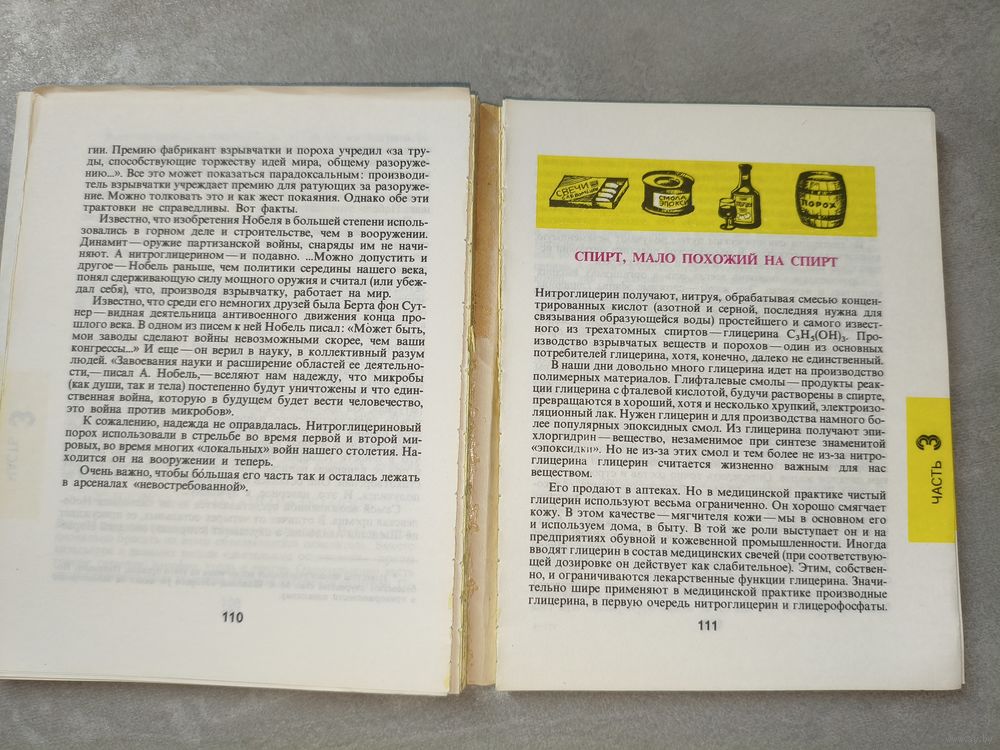 гии. Премию фабрикант взрывчатки и пороха учредил «за тру-
ды, способствующие торжеству идей мира, общему разоруже-
нию...». Все это может показаться парадоксальным: производи-
тель взрывчатки учреждает премию для ратующих за разоруже-
ние. Можно толковать это и как жест покаяния. Однако обе эти
трактовки не справедливы. Вот факты.
Известно, что изобретения Нобеля в большей степени исполь-
зовались в горном деле и строительстве, чем в вооружении.
Динамит — оружие партизанской войны, снаряды им не начи-
няют. А нитроглицерином — и подавно. ...Можно допустить и
другое — Нобель раньше, чем политики середины нашего века,
понял сдерживающую силу мощного оружия и считал (или убеж-
дал себя), что, производя взрывчатку, работает на мир.
Известно, что среди его немногих друзей была Берта фон Сут-
нер — видная деятельница антивоенного движения конца про-
шлого века. В одном из писем к ней Нобель писал: «Может быть,
мои заводы сделают войны невозможными скорее, чем ваши
конгрессы...» И еще — он верил в науку, в коллективный разум
людей. «Завоевания науки и расширение областей ее деятельно-
сти,— писал А. Нобель,— вселяют нам надежду, что микробы
(как души, так и тела) постепенно будут уничтожены и что един-
ственная война, которую в будущем будет вести человечество,
это война против микробов».
К сожалению, надежда не оправдалась. Нитроглицериновый
порох использовали в стрельбе во время первой и второй ми-
ровых, во время многих «локальных» войн нашего столетия. На-
ходится он на вооружении и теперь.
Очень важно, чтобы бо́льшая его часть так и осталась лежать
в арсеналах «невостребованной».
110
СВЕЧИ
СМОЛА
ЭПОКСИ
ПОРОХ
СПИРТ, МАЛО ПОХОЖИЙ НА СПИРТ
Нитроглицерин получают, нитруя, обрабатывая смесью концен-
трированных кислот (азотной и серной, последняя нужна для
связывания образующейся воды) простейшего и самого извест-
ного из трехатомных спиртов — глицерина C₃H₅(OH)₃. Про-
изводство взрывчатых веществ и порохов — один из основных
потребителей глицерина, хотя, конечно, далеко не единственный.
В наши дни довольно много глицерина идет на производство
полимерных материалов. Глифталевые смолы — продукты реак-
ции глицерина с фталевой кислотой, будучи растворены в спирте,
превращаются в хороший, хотя и несколько хрупкий, электроизо-
ляционный лак. Нужен глицерин и для производства намного бо-
лее популярных эпоксидных смол. Из глицерина получают эпи-
хлоргидрин — вещество, незаменимое при синтезе знаменитой
«эпоксидки». Но не из-за этих смол и тем более не из-за нитро-
глицерина глицерин считается жизненно важным для нас
веществом.
Его продают в аптеках. Но в медицинской практике чистый
глицерин используют весьма ограничено. Он хорошо смягчает
кожу. В этом качестве — мягчителя кожи — мы в основном его
и используем дома, в быту. В той же роли выступает он и на
предприятиях обувной и кожевенной промышленности. Иногда
вводят глицерин в состав медицинских свечей (при соответствую-
щей дозировке он действует как слабительное). Этим, собствен-
но, и ограничиваются лекарственные функции глицерина. Значи-
тельно шире применяют в медицинской практике производные
глицерина, в первую очередь нитроглицерин и глицерофосфаты.
111
ЧАСТЬ 3